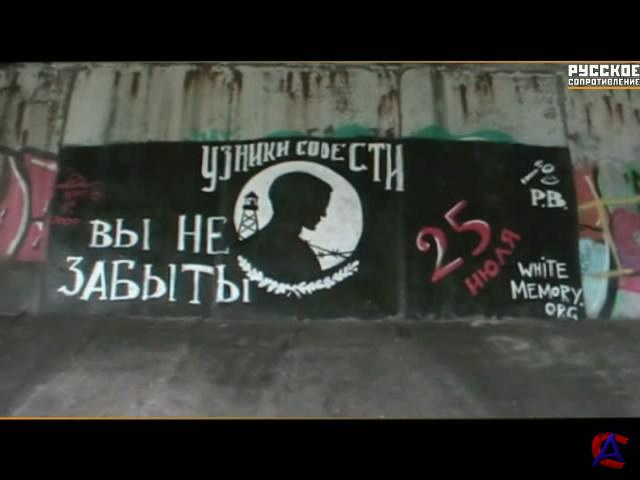 РУССКОЕ
СОПРОТИВЛЕНИЕ
УЗНИКИ СОВЕСТИ
ВЫ НЕ
ЗАБЫТЫ
25
ИЮЛЯ
Р.В.
WHITE
MEMORY.
ORG